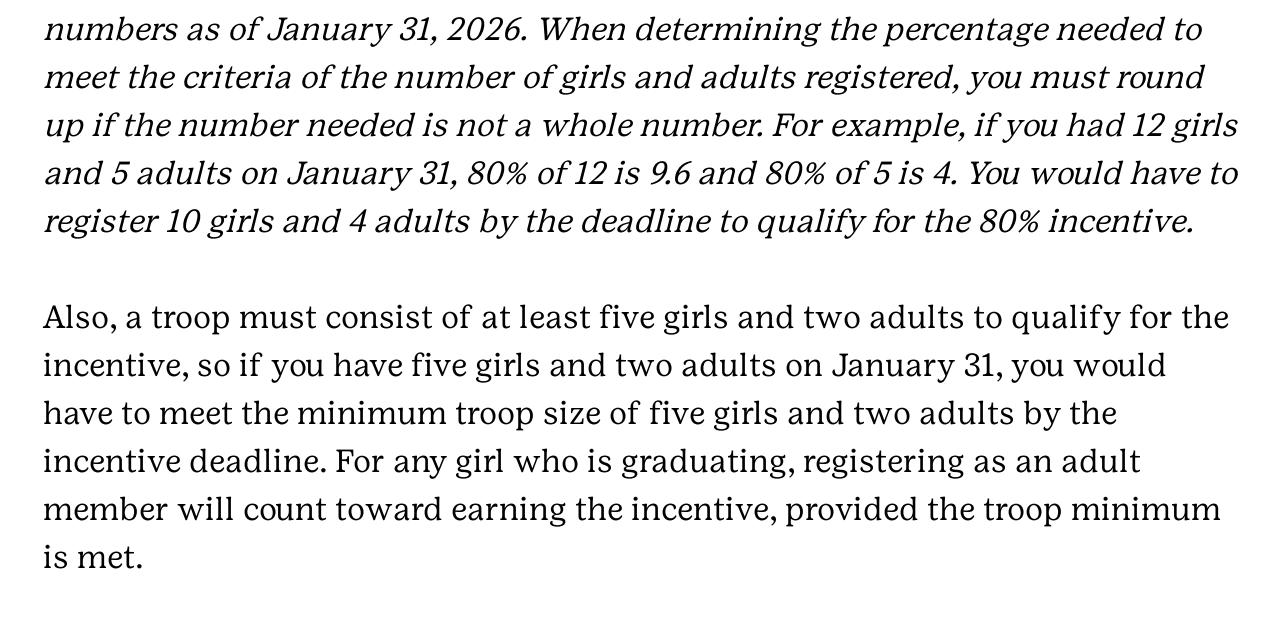 numbers as of January 31, 2026. When determining the percentage needed to
meet the criteria of the number of girls and adults registered, you must round
up if the number needed is not a whole number. For example, if you had 12 girls
and 5 adults on January 31, 80% of 12 is 9.6 and 80% of 5 is 4. You would have to
register 10 girls and 4 adults by the deadline to qualify for the 80% incentive.
Also, a troop must consist of at least five girls and two adults to qualify for the
incentive, so if you have five girls and two adults on January 31, you would
have to meet the minimum troop size of five girls and two adults by the
incentive deadline. For any girl who is graduating, registering as an adult
member will count toward earning the incentive, provided the troop minimum
is met.